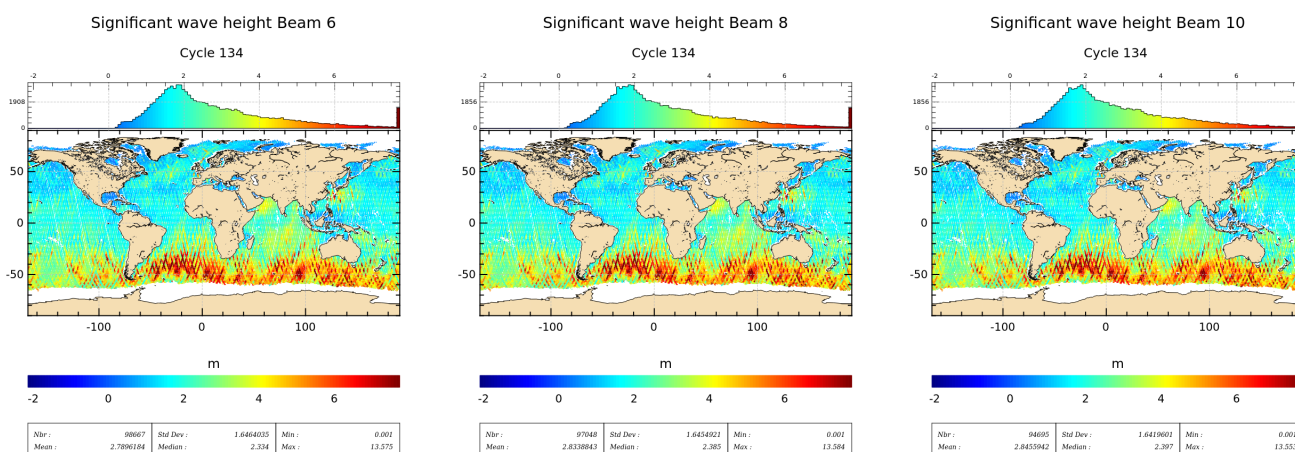 Significant wave height Beam 6
Cycle 134
-2 0 2 4 6
1908
0
50
0
-50
-100 0 100
m
-2 0 2 4 6
Nbr : 98667 Std Dev : 1.6464035 Min : 0.001
Mean : 2.7896184 Median : 2.334 Max : 13.575
Significant wave height Beam 8
Cycle 134
-2 0 2 4 6
1856
0
50
0
-50
-100 0 100
m
-2 0 2 4 6
Nbr : 97048 Std Dev : 1.6454921 Min : 0.001
Mean : 2.8338843 Median : 2.385 Max : 13.584
Significant wave height Beam 10
Cycle 134
-2 0 2 4 6
1856
0
50
0
-50
-100 0 100
m
-2 0 2 4 6
Nbr : 94695 Std Dev : 1.6419601 Min : 0.001
Mean : 2.8455942 Median : 2.397 Max :